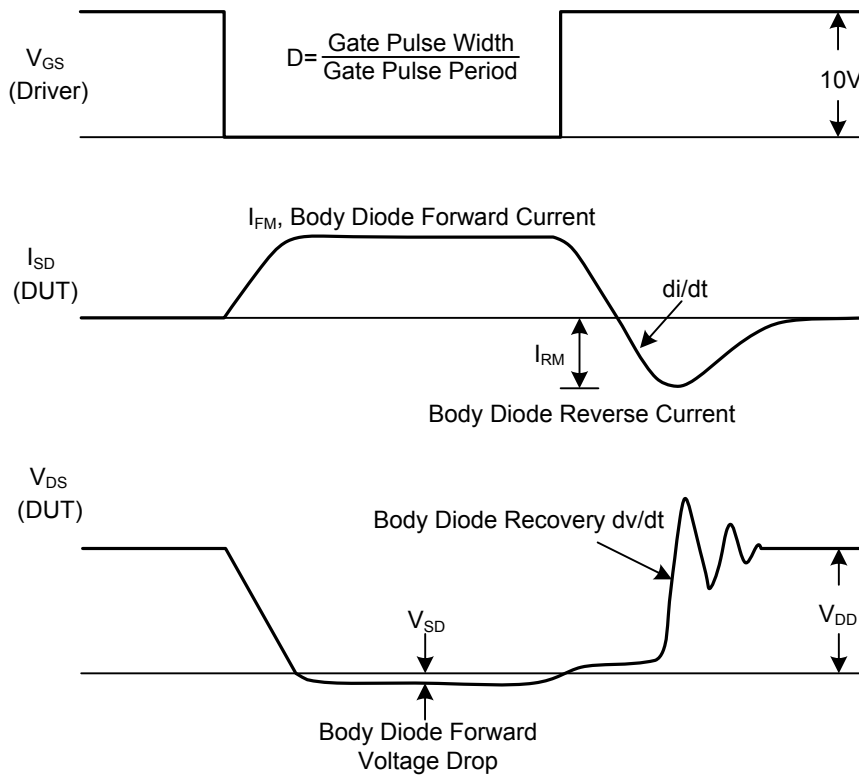 V_GS
(Driver)
D= Gate Pulse Width
Gate Pulse Period
10V
I_FM, Body Diode Forward Current
I_SD
(DUT)
di/dt
I_RM
Body Diode Reverse Current
V_DS
(DUT)
Body Diode Recovery dv/dt
V_SD
V_DD
Body Diode Forward
Voltage Drop